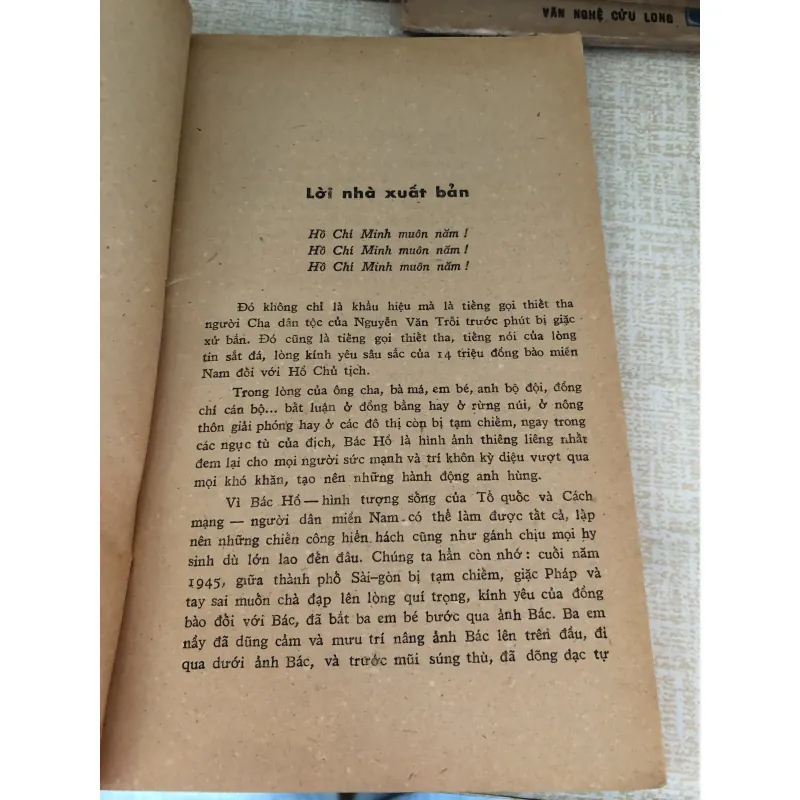 VĂN NGHỆ CỬU LONG
Lời nhà xuất bản
Hồ Chí Minh muôn năm !
Hồ Chí Minh muôn năm !
Hồ Chí Minh muôn năm !
Đó không chỉ là khẩu hiệu mà là tiếng gọi thiết tha
người Cha dân tộc của Nguyễn Văn Trỗi trước phút bị giặc
xử bắn. Đó cũng là tiếng gọi thiết tha, tiếng nói của lòng
tin sắt đá, lòng kính yêu sâu sắc của 14 triệu đồng bào miền
Nam đối với Hồ Chủ tịch.
Trong lòng của ông cha, bà má, em bé, anh bộ đội, đồng
chí cán bộ... bất luận ở đồng bằng hay ở rừng núi, ở nông
thôn giải phóng hay ở các đô thị còn bị tạm chiếm, ngay trong
các ngục tù của địch, Bác Hồ là hình ảnh thiêng liêng nhất
đem lại cho mọi người sức mạnh và trí khôn kỳ diệu vượt qua
mọi khó khăn, tạo nên những hành động anh hùng.
Vì Bác Hồ — hình tượng sống của Tổ quốc và Cách
mạng — người dân miền Nam có thể làm được tất cả, lập
nên những chiến công hiển hách cũng như gánh chịu mọi hy
sinh dù lớn lao đến đâu. Chúng ta hẳn còn nhớ : cuối năm
1945, giữa thành phố Sài-gòn bị tạm chiếm, giặc Pháp và
tay sai muốn chà đạp lên lòng quí trọng, kính yêu của đồng
bào đối với Bác, đã bắt ba em bé bước qua ảnh Bác. Ba em
nầy đã dũng cảm và mưu trí nâng ảnh Bác lên trên đầu, đi
qua dưới ảnh Bác, và trước mũi súng thù, đã dõng dạc tự